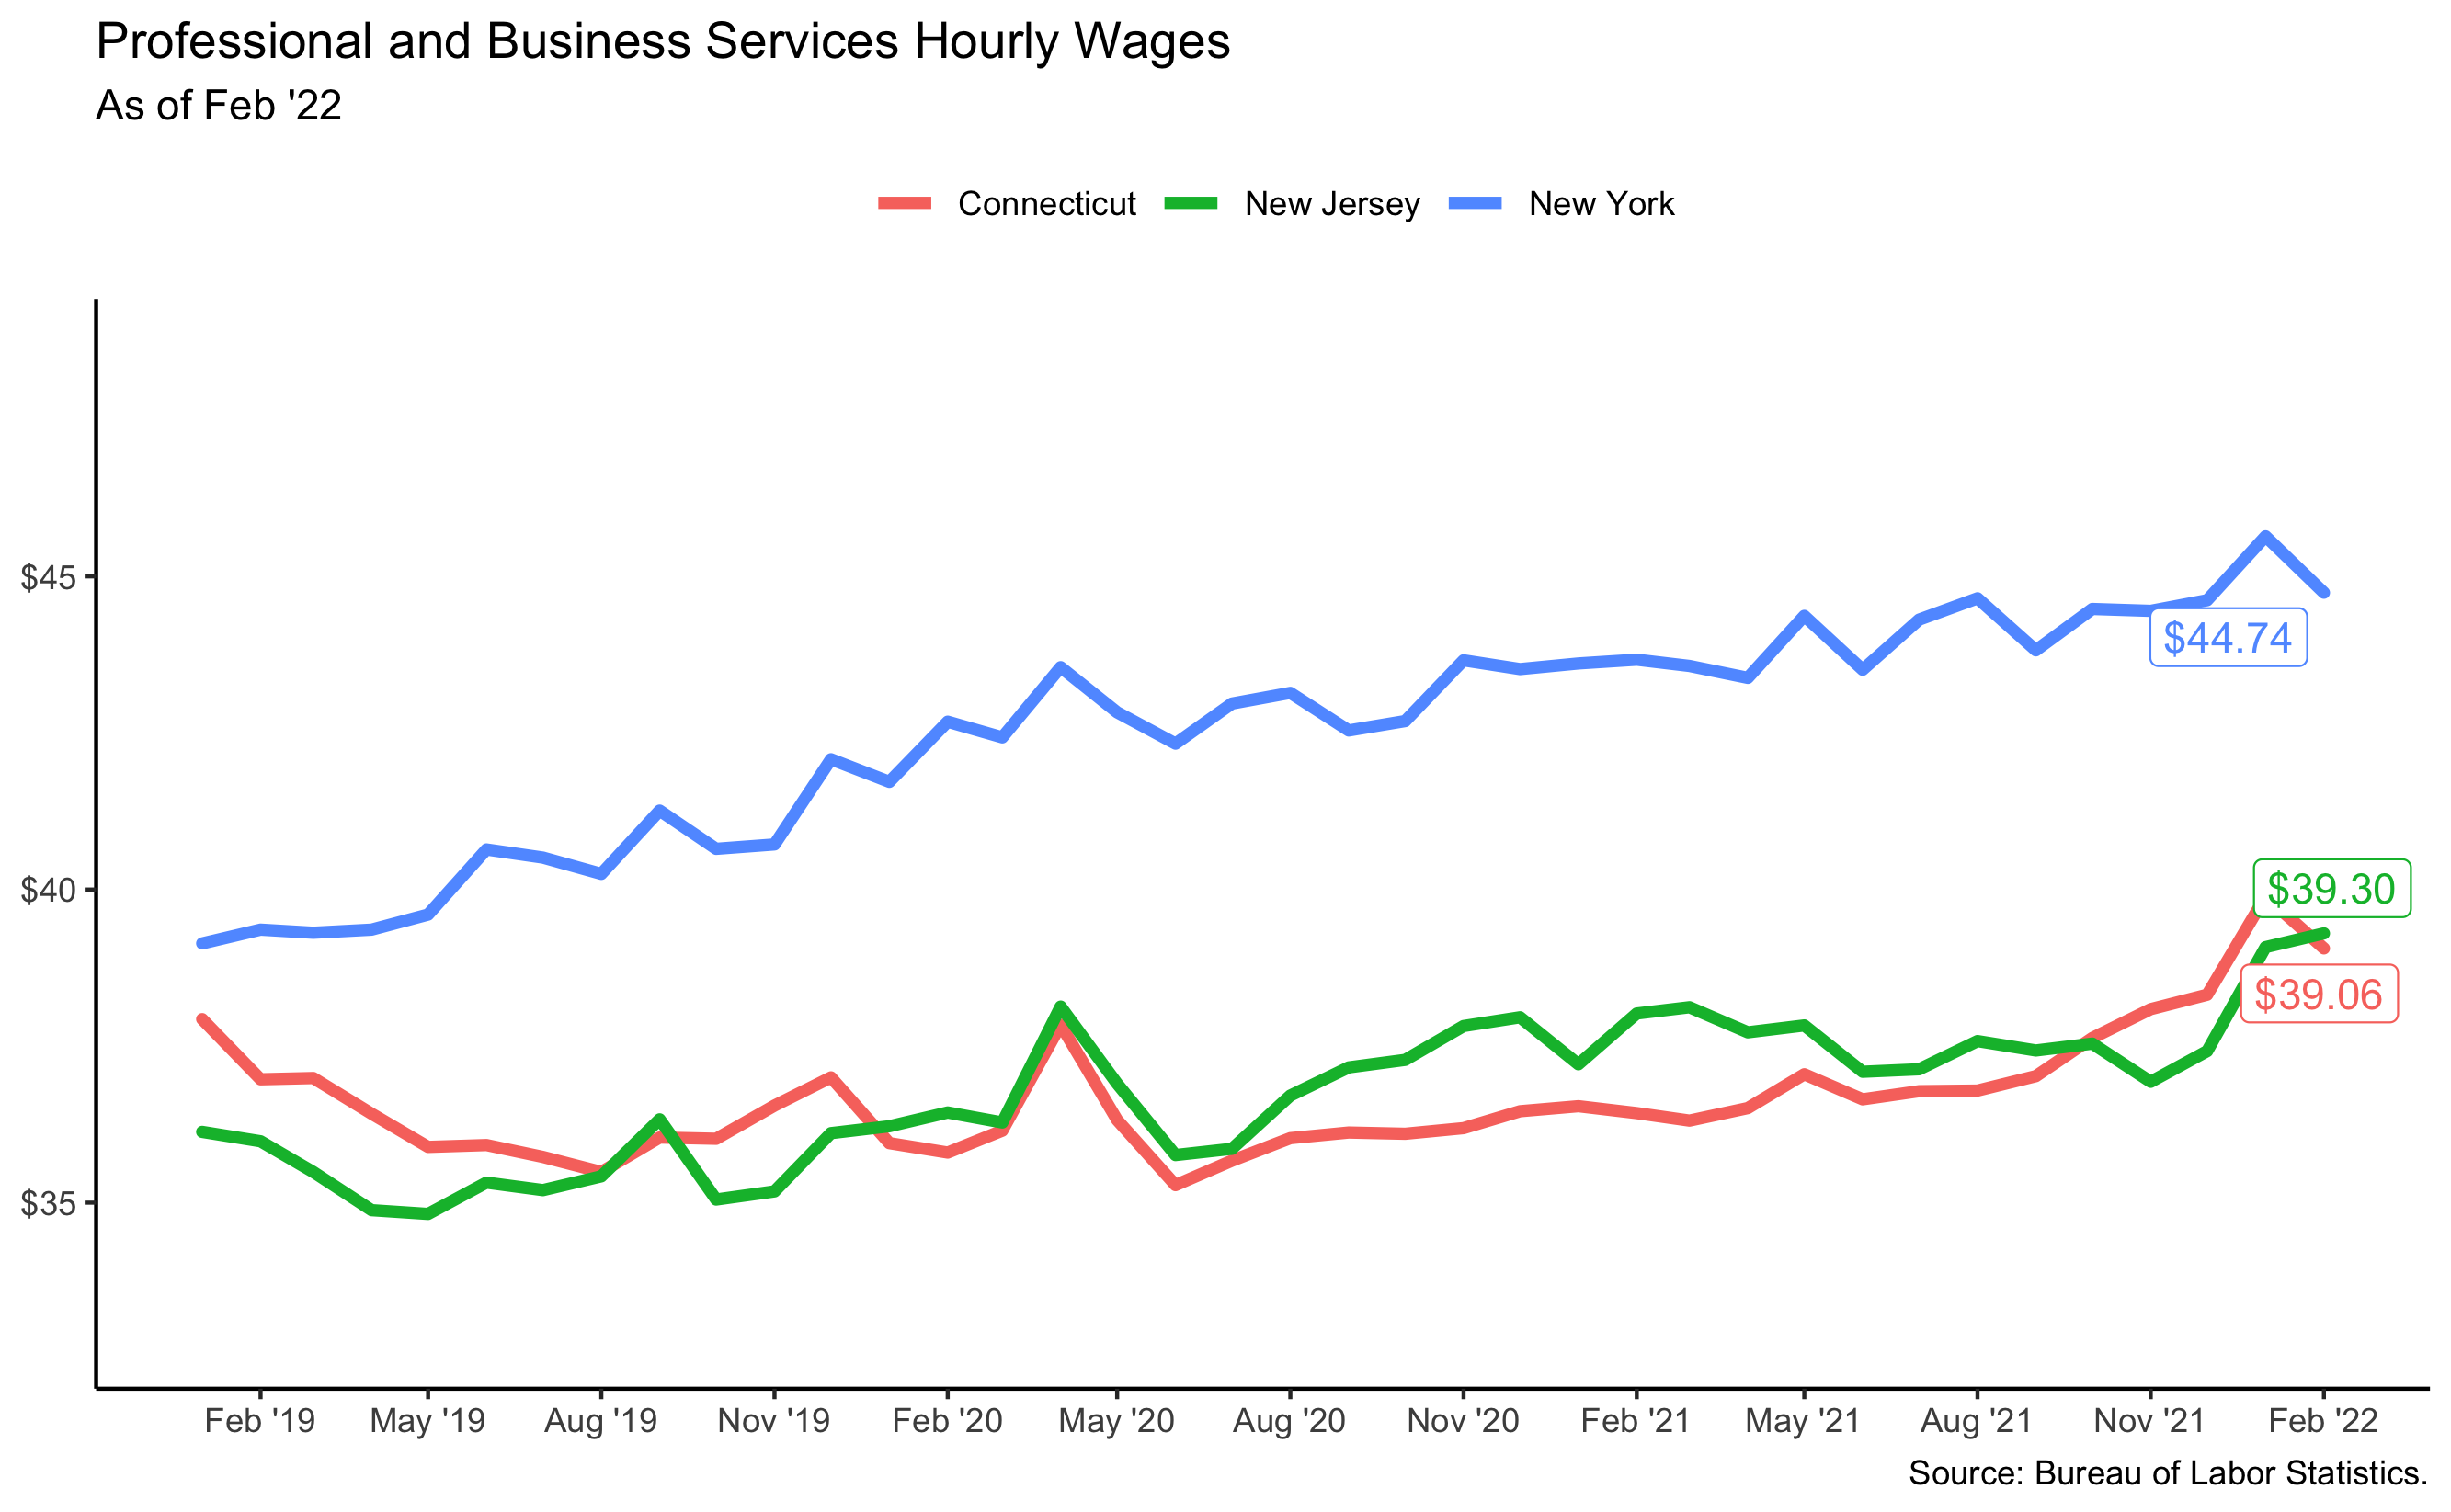 Professional and Business Services Hourly Wages
As of Feb '22
Connecticut New Jersey New York
$45
$44.74
$40
$39.30
$39.06
$35
Feb '19 May '19 Aug '19 Nov '19 Feb '20 May '20 Aug '20 Nov '20 Feb '21 May '21 Aug '21 Nov '21 Feb '22
Source: Bureau of Labor Statistics.